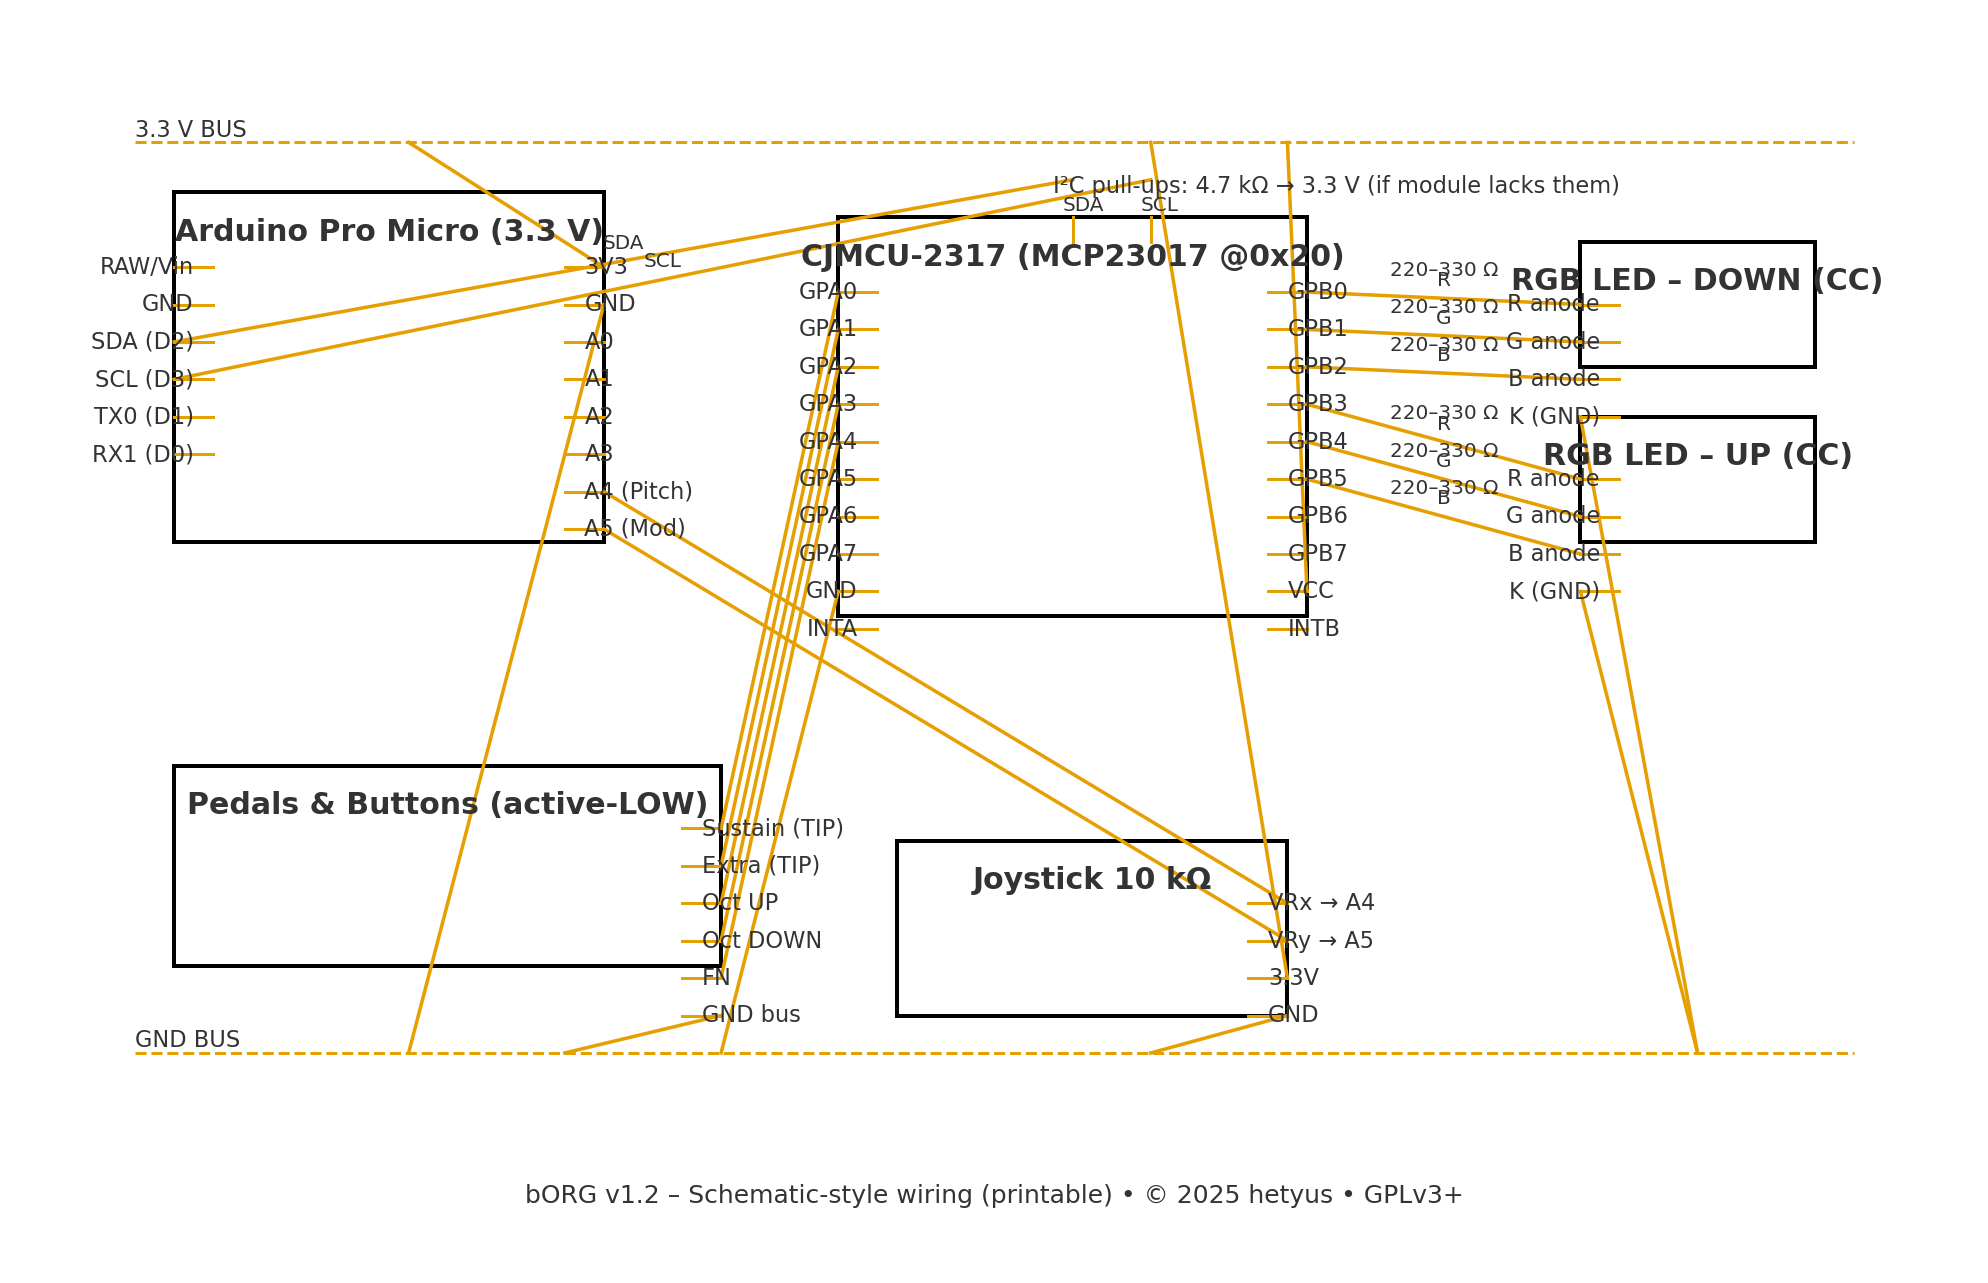 3.3 V BUS
I²C pull-ups: 4.7 kΩ → 3.3 V (if module lacks them)
Arduino Pro Micro (3.3 V)
RAW/Vin
GND
SDA (D2)
SCL (D3)
TX0 (D1)
RX1 (D0)
3V3
GND
A0
A1
A2
A3
A4 (Pitch)
A5 (Mod)
SDA
SCL
SDA
SCL
CJMCU-2317 (MCP23017 @0x20)
GPA0
GPA1
GPA2
GPA3
GPA4
GPA5
GPA6
GPA7
GND
INTA
GPB0
GPB1
GPB2
GPB3
GPB4
GPB5
GPB6
GPB7
VCC
INTB
220–330 Ω
R
220–330 Ω
G
220–330 Ω
B
220–330 Ω
R
220–330 Ω
G
220–330 Ω
B
RGB LED – DOWN (CC)
R anode
G anode
B anode
K (GND)
RGB LED – UP (CC)
R anode
G anode
B anode
K (GND)
Pedals & Buttons (active-LOW)
Sustain (TIP)
Extra (TIP)
Oct UP
Oct DOWN
FN
GND bus
Joystick 10 kΩ
VRx → A4
VRy → A5
3.3V
GND
GND BUS
bORG v1.2 – Schematic-style wiring (printable) • © 2025 hetyus • GPLv3+